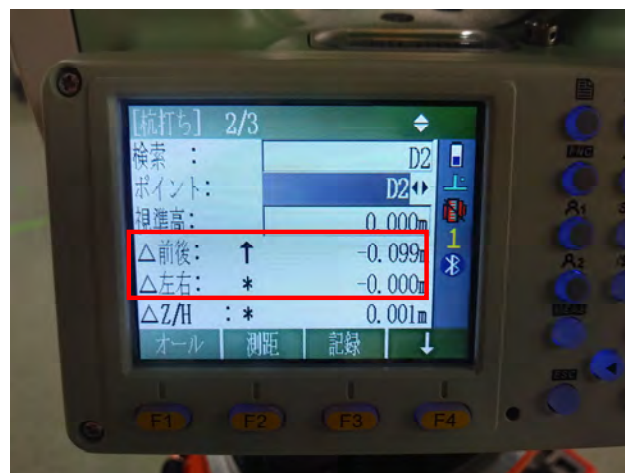 [杭打ち] 2/3
検索 : D2
ポイント: D2
視準高: 0.000m
△前後: ↑ -0.099m
△左右: * -0.000m
△Z/H : * 0.001m
オール 測距 記録 ↓
1
FNC
ESC
F1 F2 F3 F4